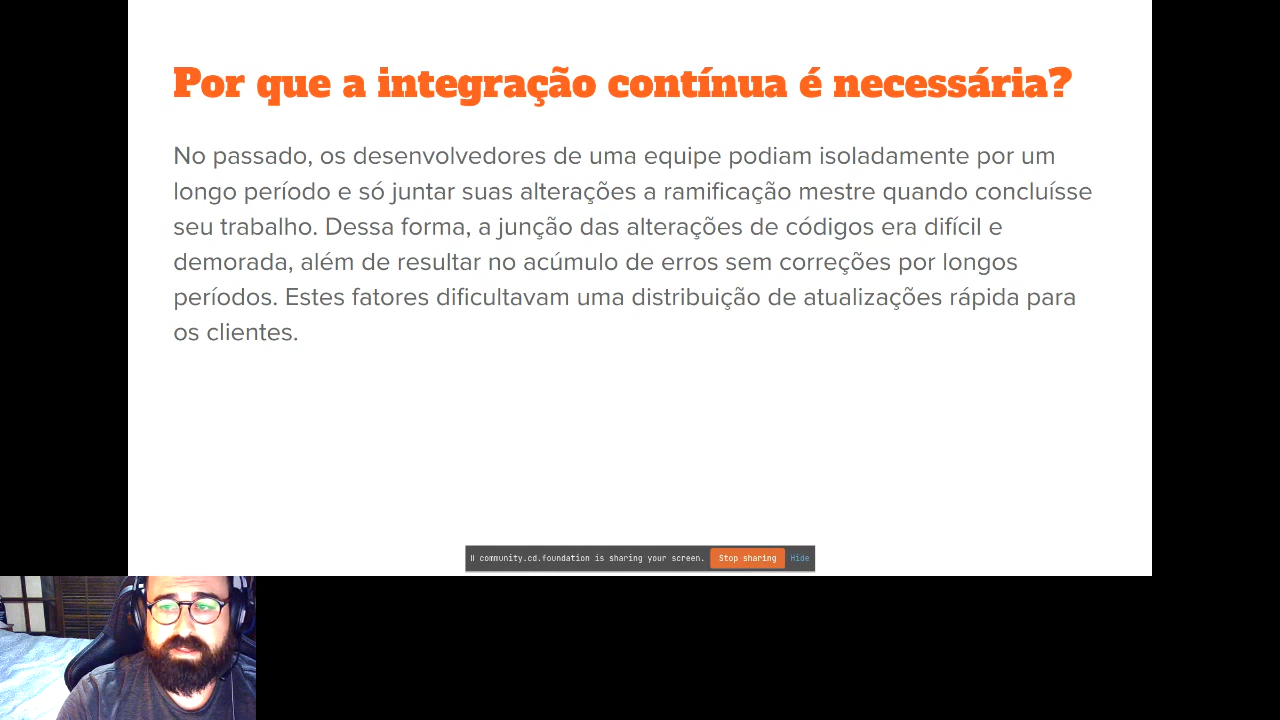 Por que a integração contínua é necessária?
No passado, os desenvolvedores de uma equipe podiam isoladamente por um
longo período e só juntar suas alterações a ramificação mestre quando concluísse
seu trabalho. Dessa forma, a junção das alterações de códigos era difícil e
demorada, além de resultar no acúmulo de erros sem correções por longos
períodos. Estes fatores dificultavam uma distribuição de atualizações rápida para
os clientes.
community.cd.foundation is sharing your screen. Stop sharing Hide